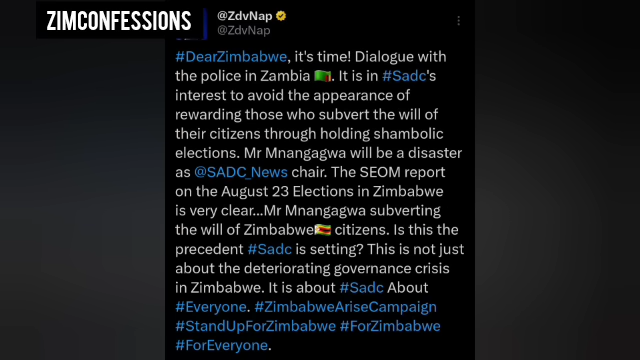 ZIMCONFESSIONS
@ZdvNap
@ZdvNap
#DearZimbabwe, it's time! Dialogue with
the police in Zambia 🇿🇲. It is in #Sadc's
interest to avoid the appearance of
rewarding those who subvert the will of
their citizens through holding shambolic
elections. Mr Mnangagwa will be a disaster
as @SADC_News chair. The SEOM report
on the August 23 Elections in Zimbabwe
is very clear...Mr Mnangagwa subverting
the will of Zimbabwe🇿🇼 citizens. Is this the
precedent #Sadc is setting? This is not just
about the deteriorating governance crisis
in Zimbabwe. It is about #Sadc About
#Everyone. #ZimbabweAriseCampaign
#StandUpForZimbabwe #ForZimbabwe
#ForEveryone.